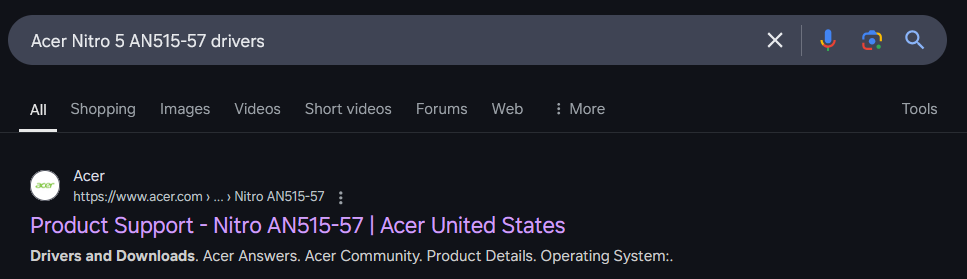 Acer Nitro 5 AN515-57 drivers
All Shopping Images Videos Short videos Forums Web More Tools
acer Acer
https://www.acer.com › ... › Nitro AN515-57
Product Support - Nitro AN515-57 | Acer United States
Drivers and Downloads. Acer Answers. Acer Community. Product Details. Operating System:.